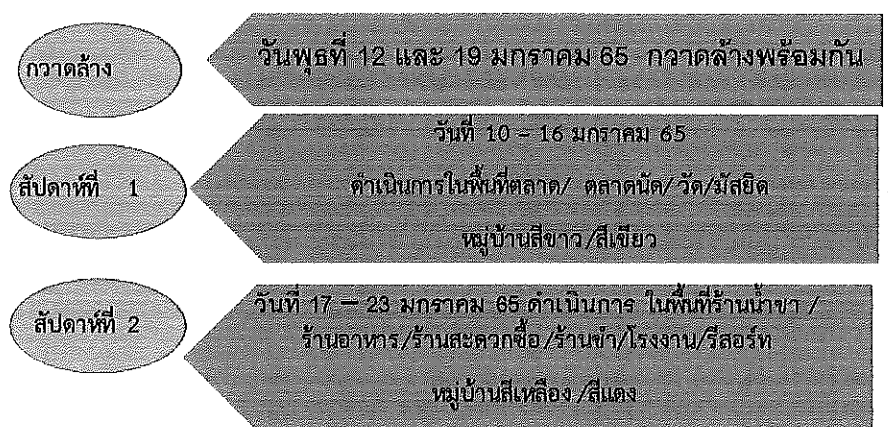 กวาดล้าง
วันพุธที่ 12 และ 19 มกราคม 65 กวาดล้างพร้อมกัน
สัปดาห์ที่ 1
วันที่ 10 - 16 มกราคม 65
ดำเนินการในพื้นที่ตลาด/ ตลาดนัด/วัด/มัสยิด
หมู่บ้านสีขาว/สีเขียว
สัปดาห์ที่ 2
วันที่ 17 – 23 มกราคม 65 ดำเนินการ ในพื้นที่ร้านน้ำชา /
ร้านอาหาร/ร้านสะดวกซื้อ/ร้านชำ/โรงงาน/รีสอร์ท
หมู่บ้านสีเหลือง/สีแดง